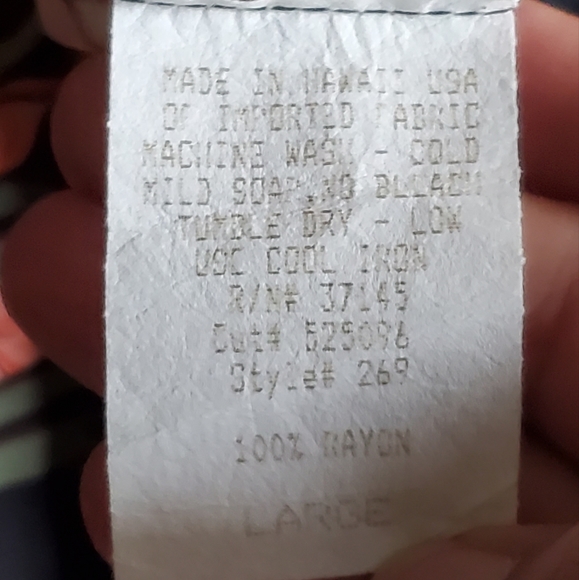 MADE IN HAWAII USA
OF IMPORTED FABRIC
MACHINE WASH - COLD
MILD SOAP, NO BLEACH
TUMBLE DRY - LOW
USE COOL IRON
R/N# 37145
Cut# 525096
Style# 269
100% RAYON
LARGE